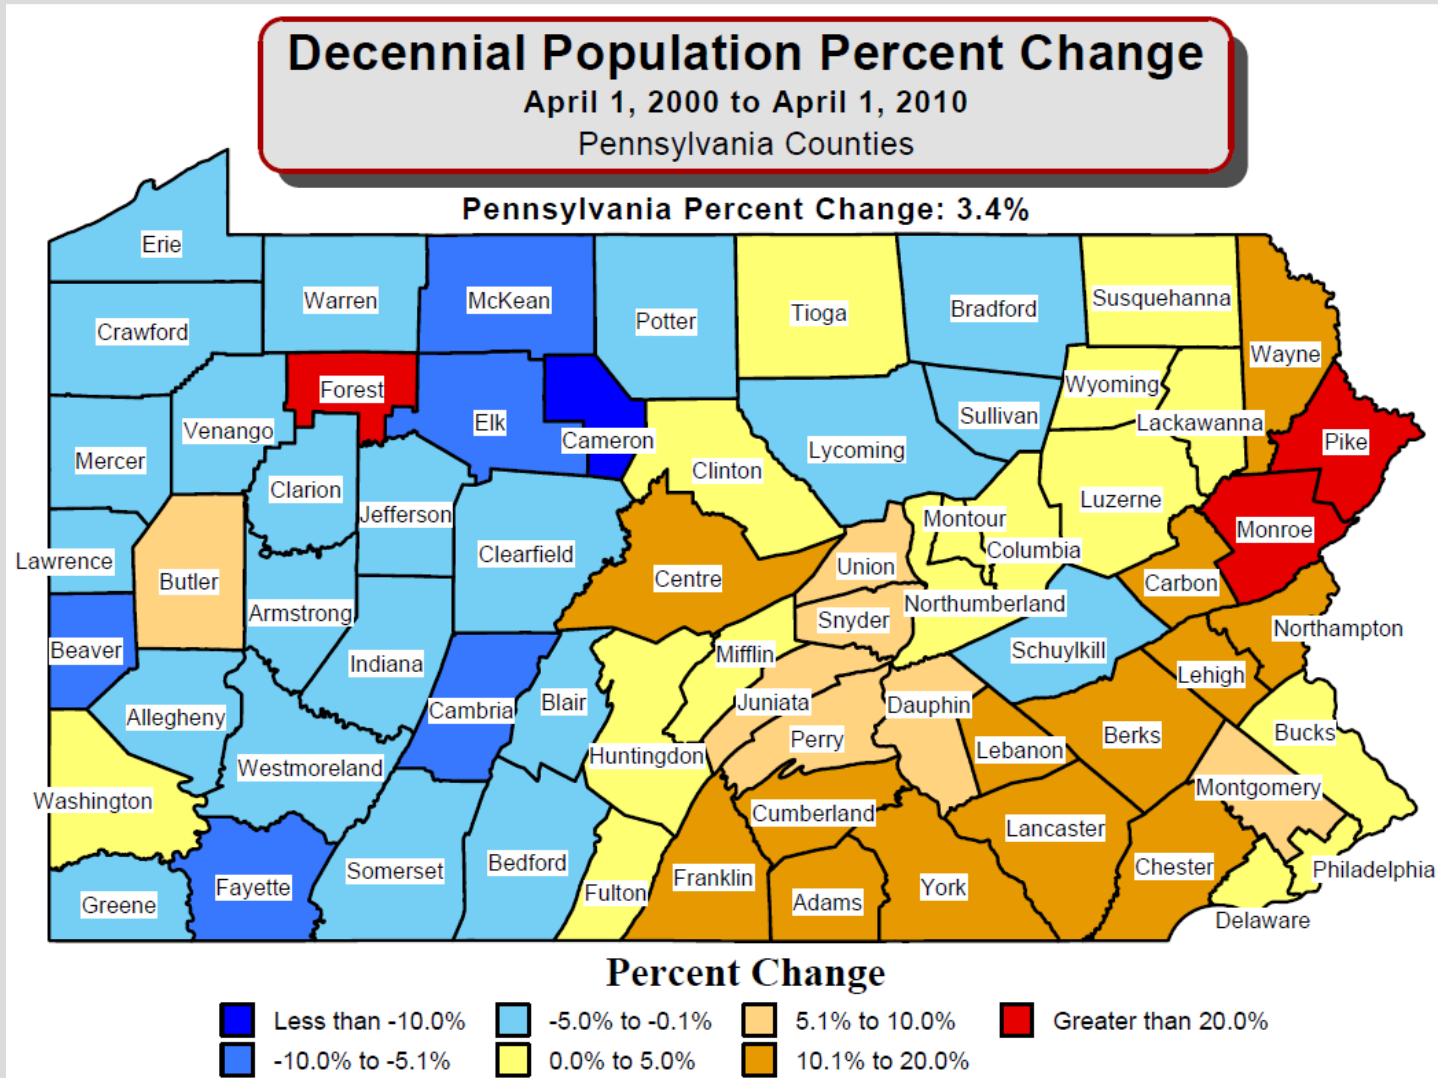 Decennial Population Percent Change
April 1, 2000 to April 1, 2010
Pennsylvania Counties
Pennsylvania Percent Change: 3.4%
Erie
Warren
McKean
Potter
Tioga
Bradford
Susquehanna
Crawford
Wayne
Forest
Wyoming
Venango
Elk
Cameron
Sullivan
Lackawanna
Pike
Mercer
Lycoming
Clinton
Clarion
Jefferson
Luzerne
Montour
Monroe
Lawrence
Clearfield
Columbia
Butler
Centre
Union
Carbon
Armstrong
Northumberland
Snyder
Northampton
Beaver
Indiana
Mifflin
Schuylkill
Lehigh
Allegheny
Cambria
Blair
Juniata
Dauphin
Perry
Lebanon
Berks
Bucks
Huntingdon
Westmoreland
Montgomery
Washington
Cumberland
Lancaster
Somerset
Bedford
Chester
Philadelphia
Greene
Fayette
Fulton
Franklin
Adams
York
Delaware
Percent Change
Less than -10.0%
-10.0% to -5.1%
-5.0% to -0.1%
0.0% to 5.0%
5.1% to 10.0%
10.1% to 20.0%
Greater than 20.0%